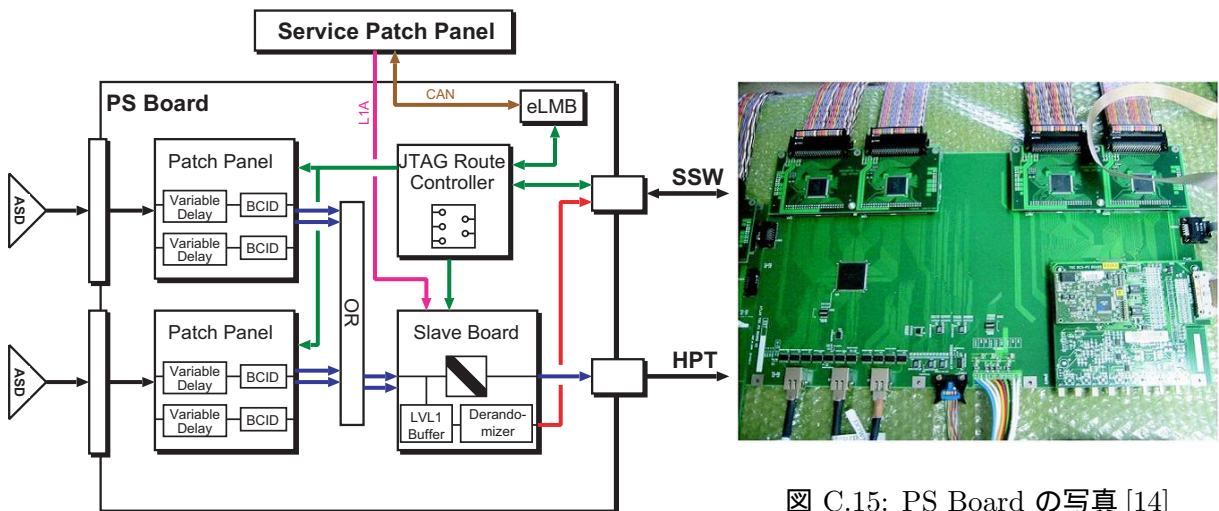 Service Patch Panel
PS Board
L1A
CAN
eLMB
ASD
Patch Panel
Variable
Delay
BCID
Variable
Delay
BCID
JTAG Route
Controller
SSW
ASD
Patch Panel
Variable
Delay
BCID
Variable
Delay
BCID
OR
Slave Board
LVL1
Buffer
Derando-
mizer
HPT
図 C.15: PS Board の写真 [14]